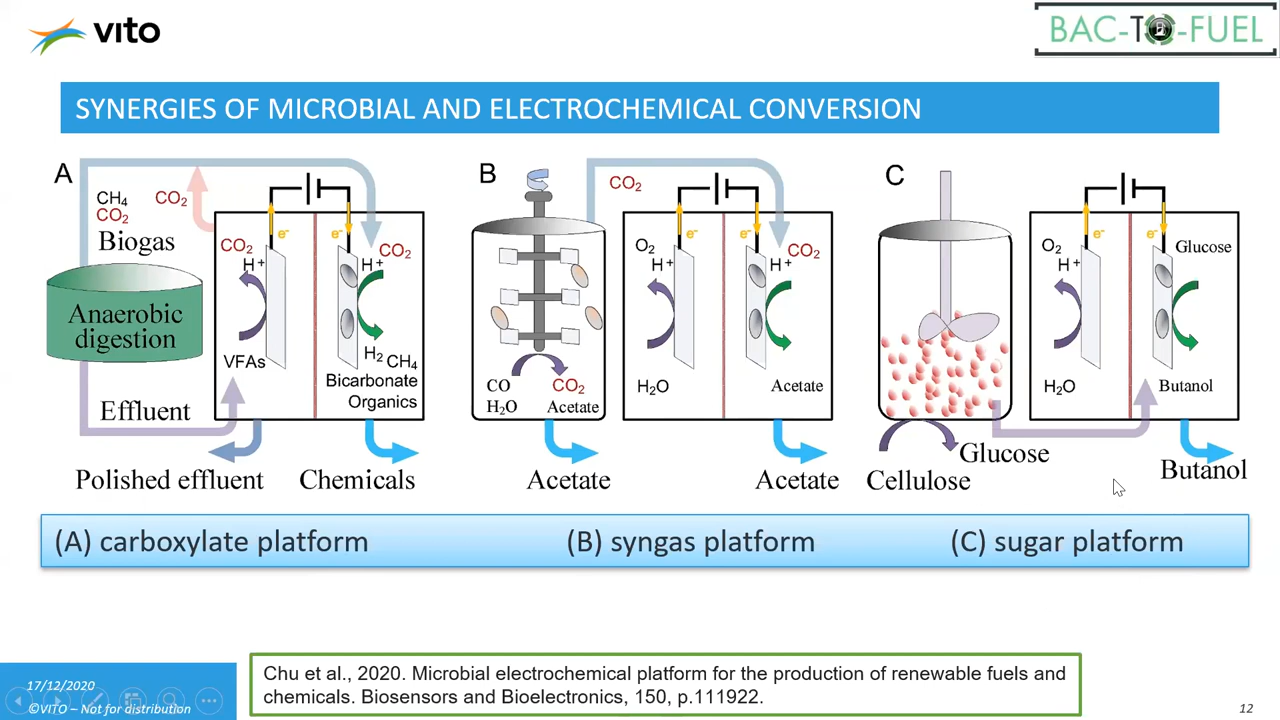 vito
BAC-TO-FUEL
SYNERGIES OF MICROBIAL AND ELECTROCHEMICAL CONVERSION
A
CH4
CO2
Biogas
CO2
Anaerobic
digestion
Effluent
CO2
H+
VFAs
e-
e-
CO2
H+
H2 CH4
Bicarbonate
Organics
Polished effluent
Chemicals
B
CO2
CO
H2O
CO2
Acetate
O2
H+
H2O
e-
e-
CO2
H+
Acetate
Acetate
Acetate
C
Cellulose
Glucose
O2
H+
H2O
e-
e-
Glucose
Butanol
Butanol
(A) carboxylate platform
(B) syngas platform
(C) sugar platform
Chu et al., 2020. Microbial electrochemical platform for the production of renewable fuels and
chemicals. Biosensors and Bioelectronics, 150, p.111922.
17/12/2020
©VITO – Not for distribution
12